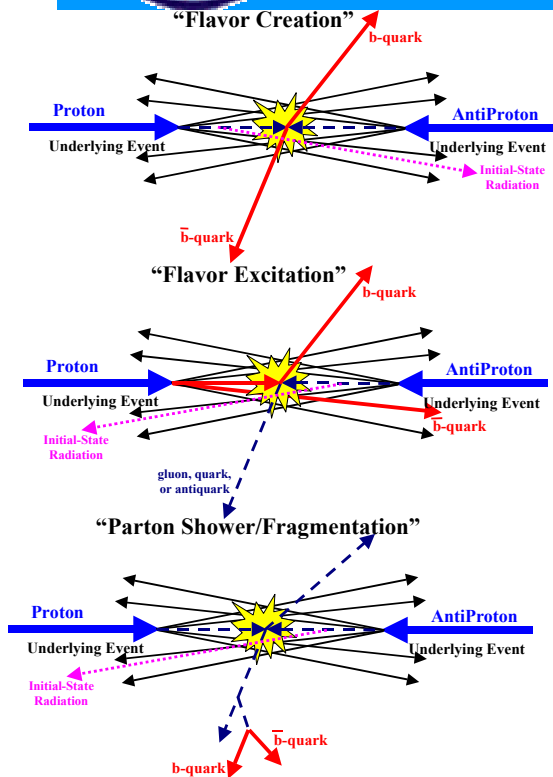 “Flavor Creation”
b-quark
Proton
AntiProton
Underlying Event
Underlying Event
Initial-State
Radiation
b̄-quark
“Flavor Excitation”
b-quark
Proton
AntiProton
Underlying Event
Underlying Event
Initial-State
Radiation
b̄-quark
gluon, quark,
or antiquark
“Parton Shower/Fragmentation”
Proton
AntiProton
Underlying Event
Underlying Event
Initial-State
Radiation
b̄-quark
b-quark